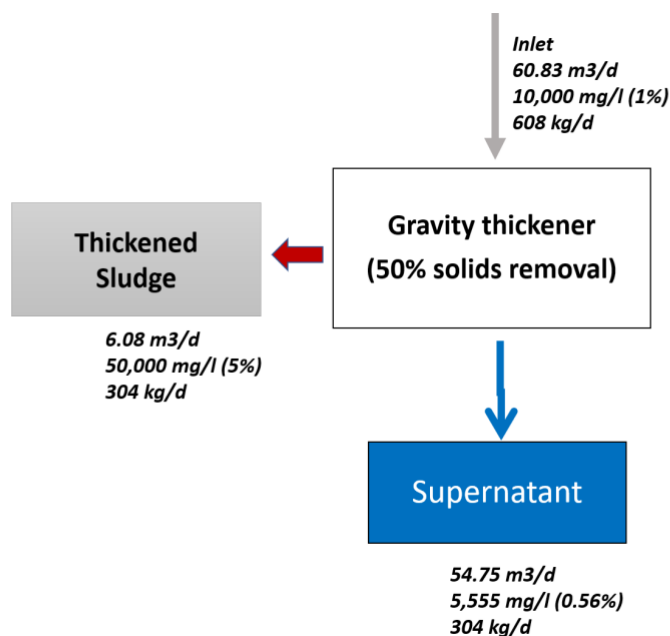 Inlet
60.83 m3/d
10,000 mg/l (1%)
608 kg/d
Gravity thickener
(50% solids removal)
Thickened
Sludge
6.08 m3/d
50,000 mg/l (5%)
304 kg/d
Supernatant
54.75 m3/d
5,555 mg/l (0.56%)
304 kg/d